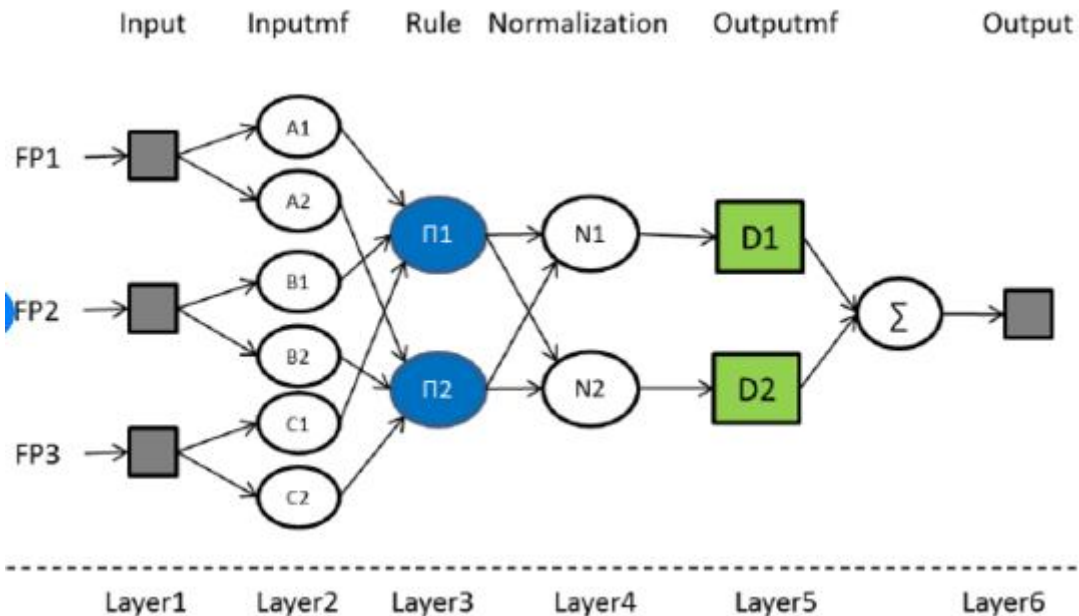 Input Inputmf Rule Normalization Outputmf Output
FP1
A1
A2
Π1
N1
D1
FP2
B1
B2
Σ
Π2
N2
D2
FP3
C1
C2
Layer1 Layer2 Layer3 Layer4 Layer5 Layer6